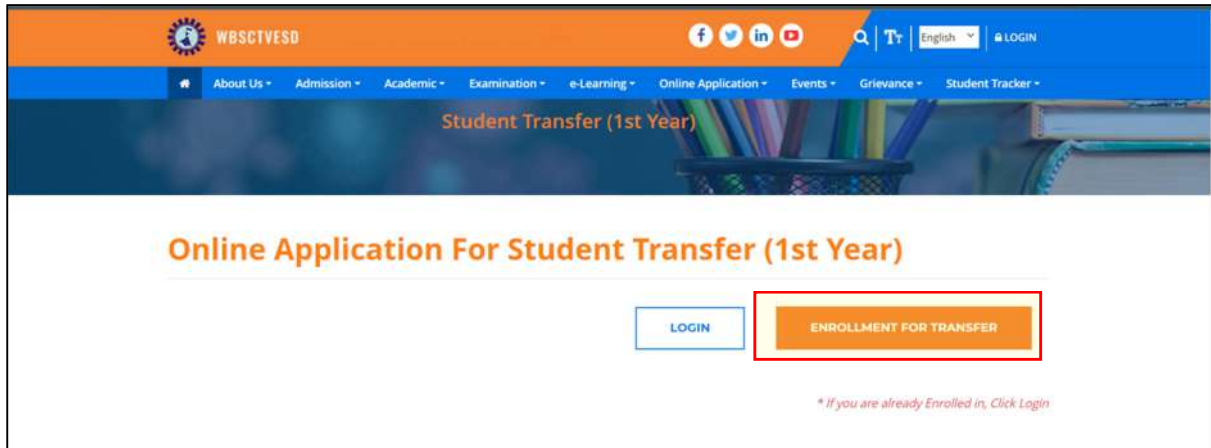 WBSCTVESD
TT English LOGIN
About Us Admission Academic Examination e-Learning Online Application Events Grievance Student Tracker
Student Transfer (1st Year)
Online Application For Student Transfer (1st Year)
LOGIN ENROLLMENT FOR TRANSFER
* If you are already Enrolled in, Click Login